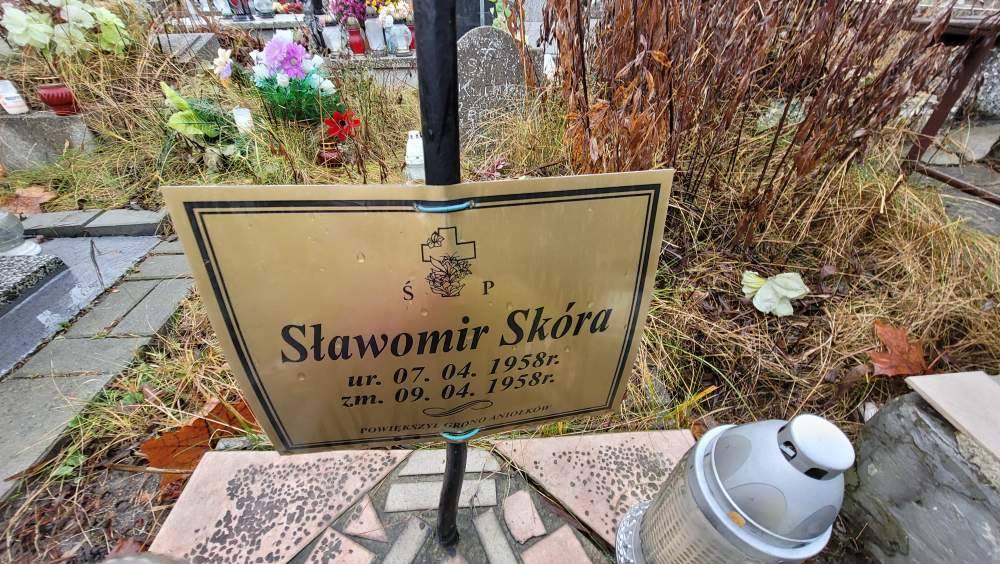 Ś P
Sławomir Skóra
ur. 07. 04. 1958r.
zm. 09. 04. 1958r.
POWIĘKSZYŁ GRONO ANIOŁKÓW